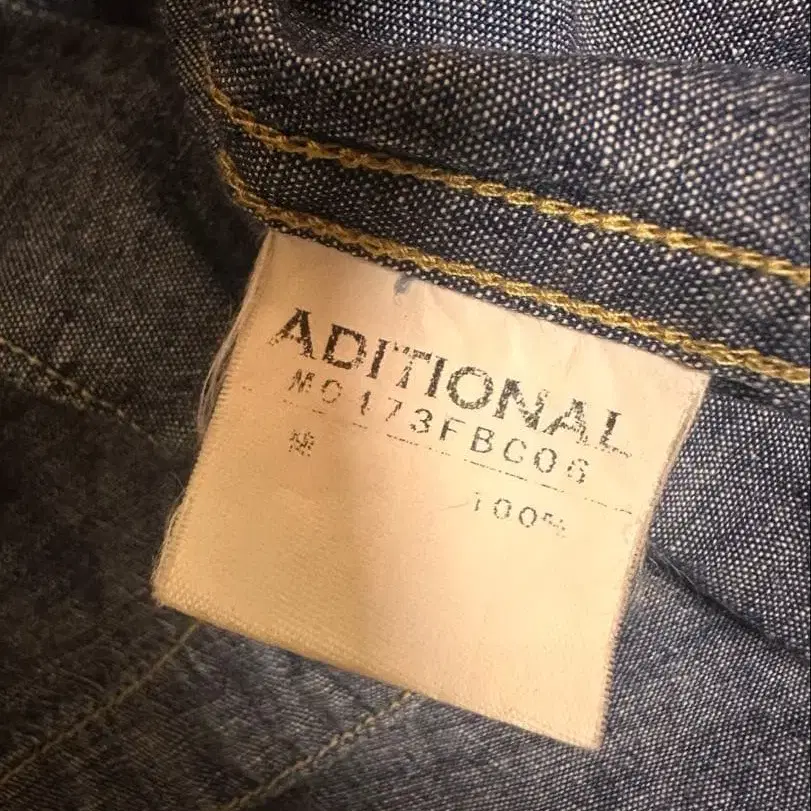 ADITIONAL
MO173FBC06
綿
100%